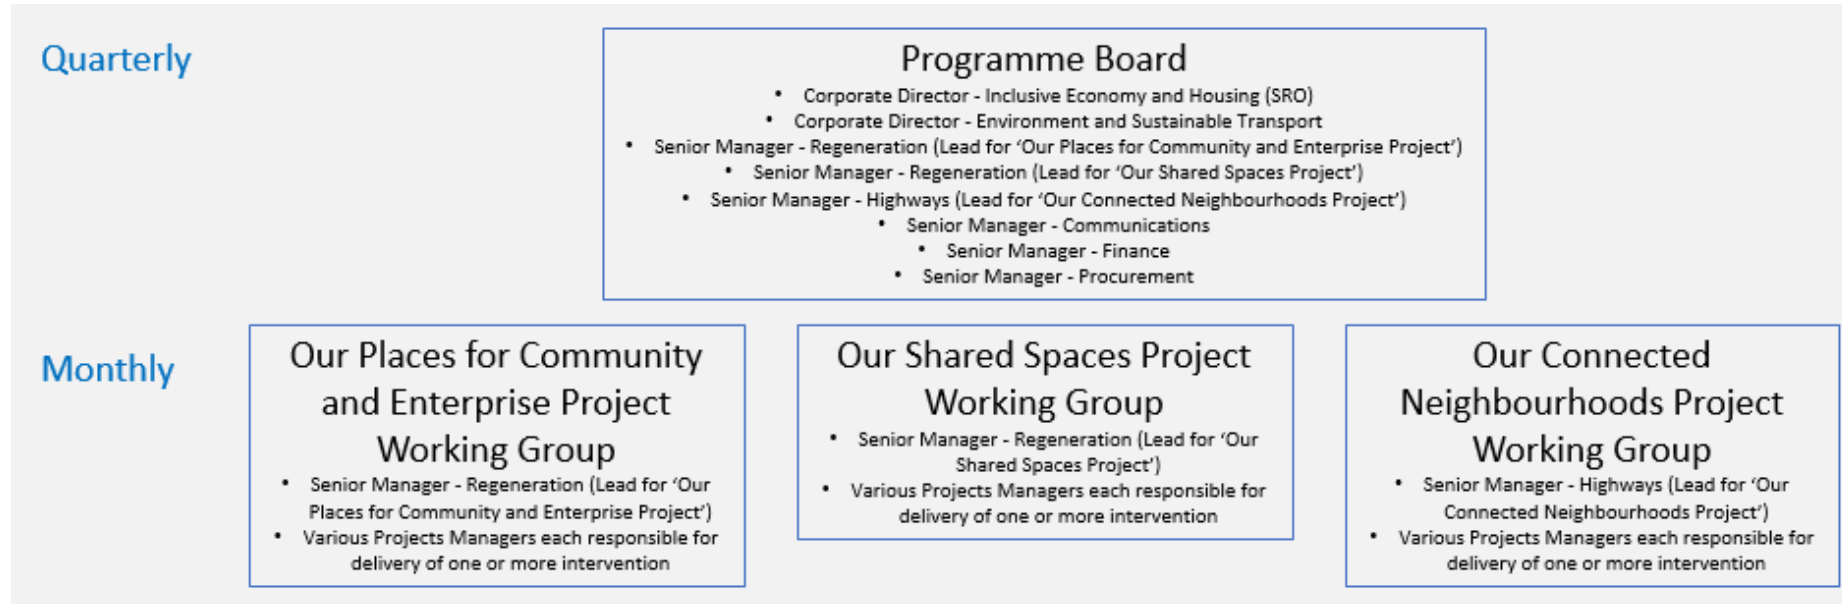 Quarterly
Programme Board
• Corporate Director - Inclusive Economy and Housing (SRO)
• Corporate Director - Environment and Sustainable Transport
• Senior Manager - Regeneration (Lead for ‘Our Places for Community and Enterprise Project’)
• Senior Manager - Regeneration (Lead for ‘Our Shared Spaces Project’)
• Senior Manager - Highways (Lead for ‘Our Connected Neighbourhoods Project’)
• Senior Manager - Communications
• Senior Manager - Finance
• Senior Manager - Procurement
Monthly
Our Places for Community
and Enterprise Project
Working Group
• Senior Manager - Regeneration (Lead for ‘Our
Places for Community and Enterprise Project’)
• Various Projects Managers each responsible for
delivery of one or more intervention
Our Shared Spaces Project
Working Group
• Senior Manager - Regeneration (Lead for ‘Our
Shared Spaces Project’)
• Various Projects Managers each responsible for
delivery of one or more intervention
Our Connected
Neighbourhoods Project
Working Group
• Senior Manager - Highways (Lead for ‘Our
Connected Neighbourhoods Project’)
• Various Projects Managers each responsible for
delivery of one or more intervention